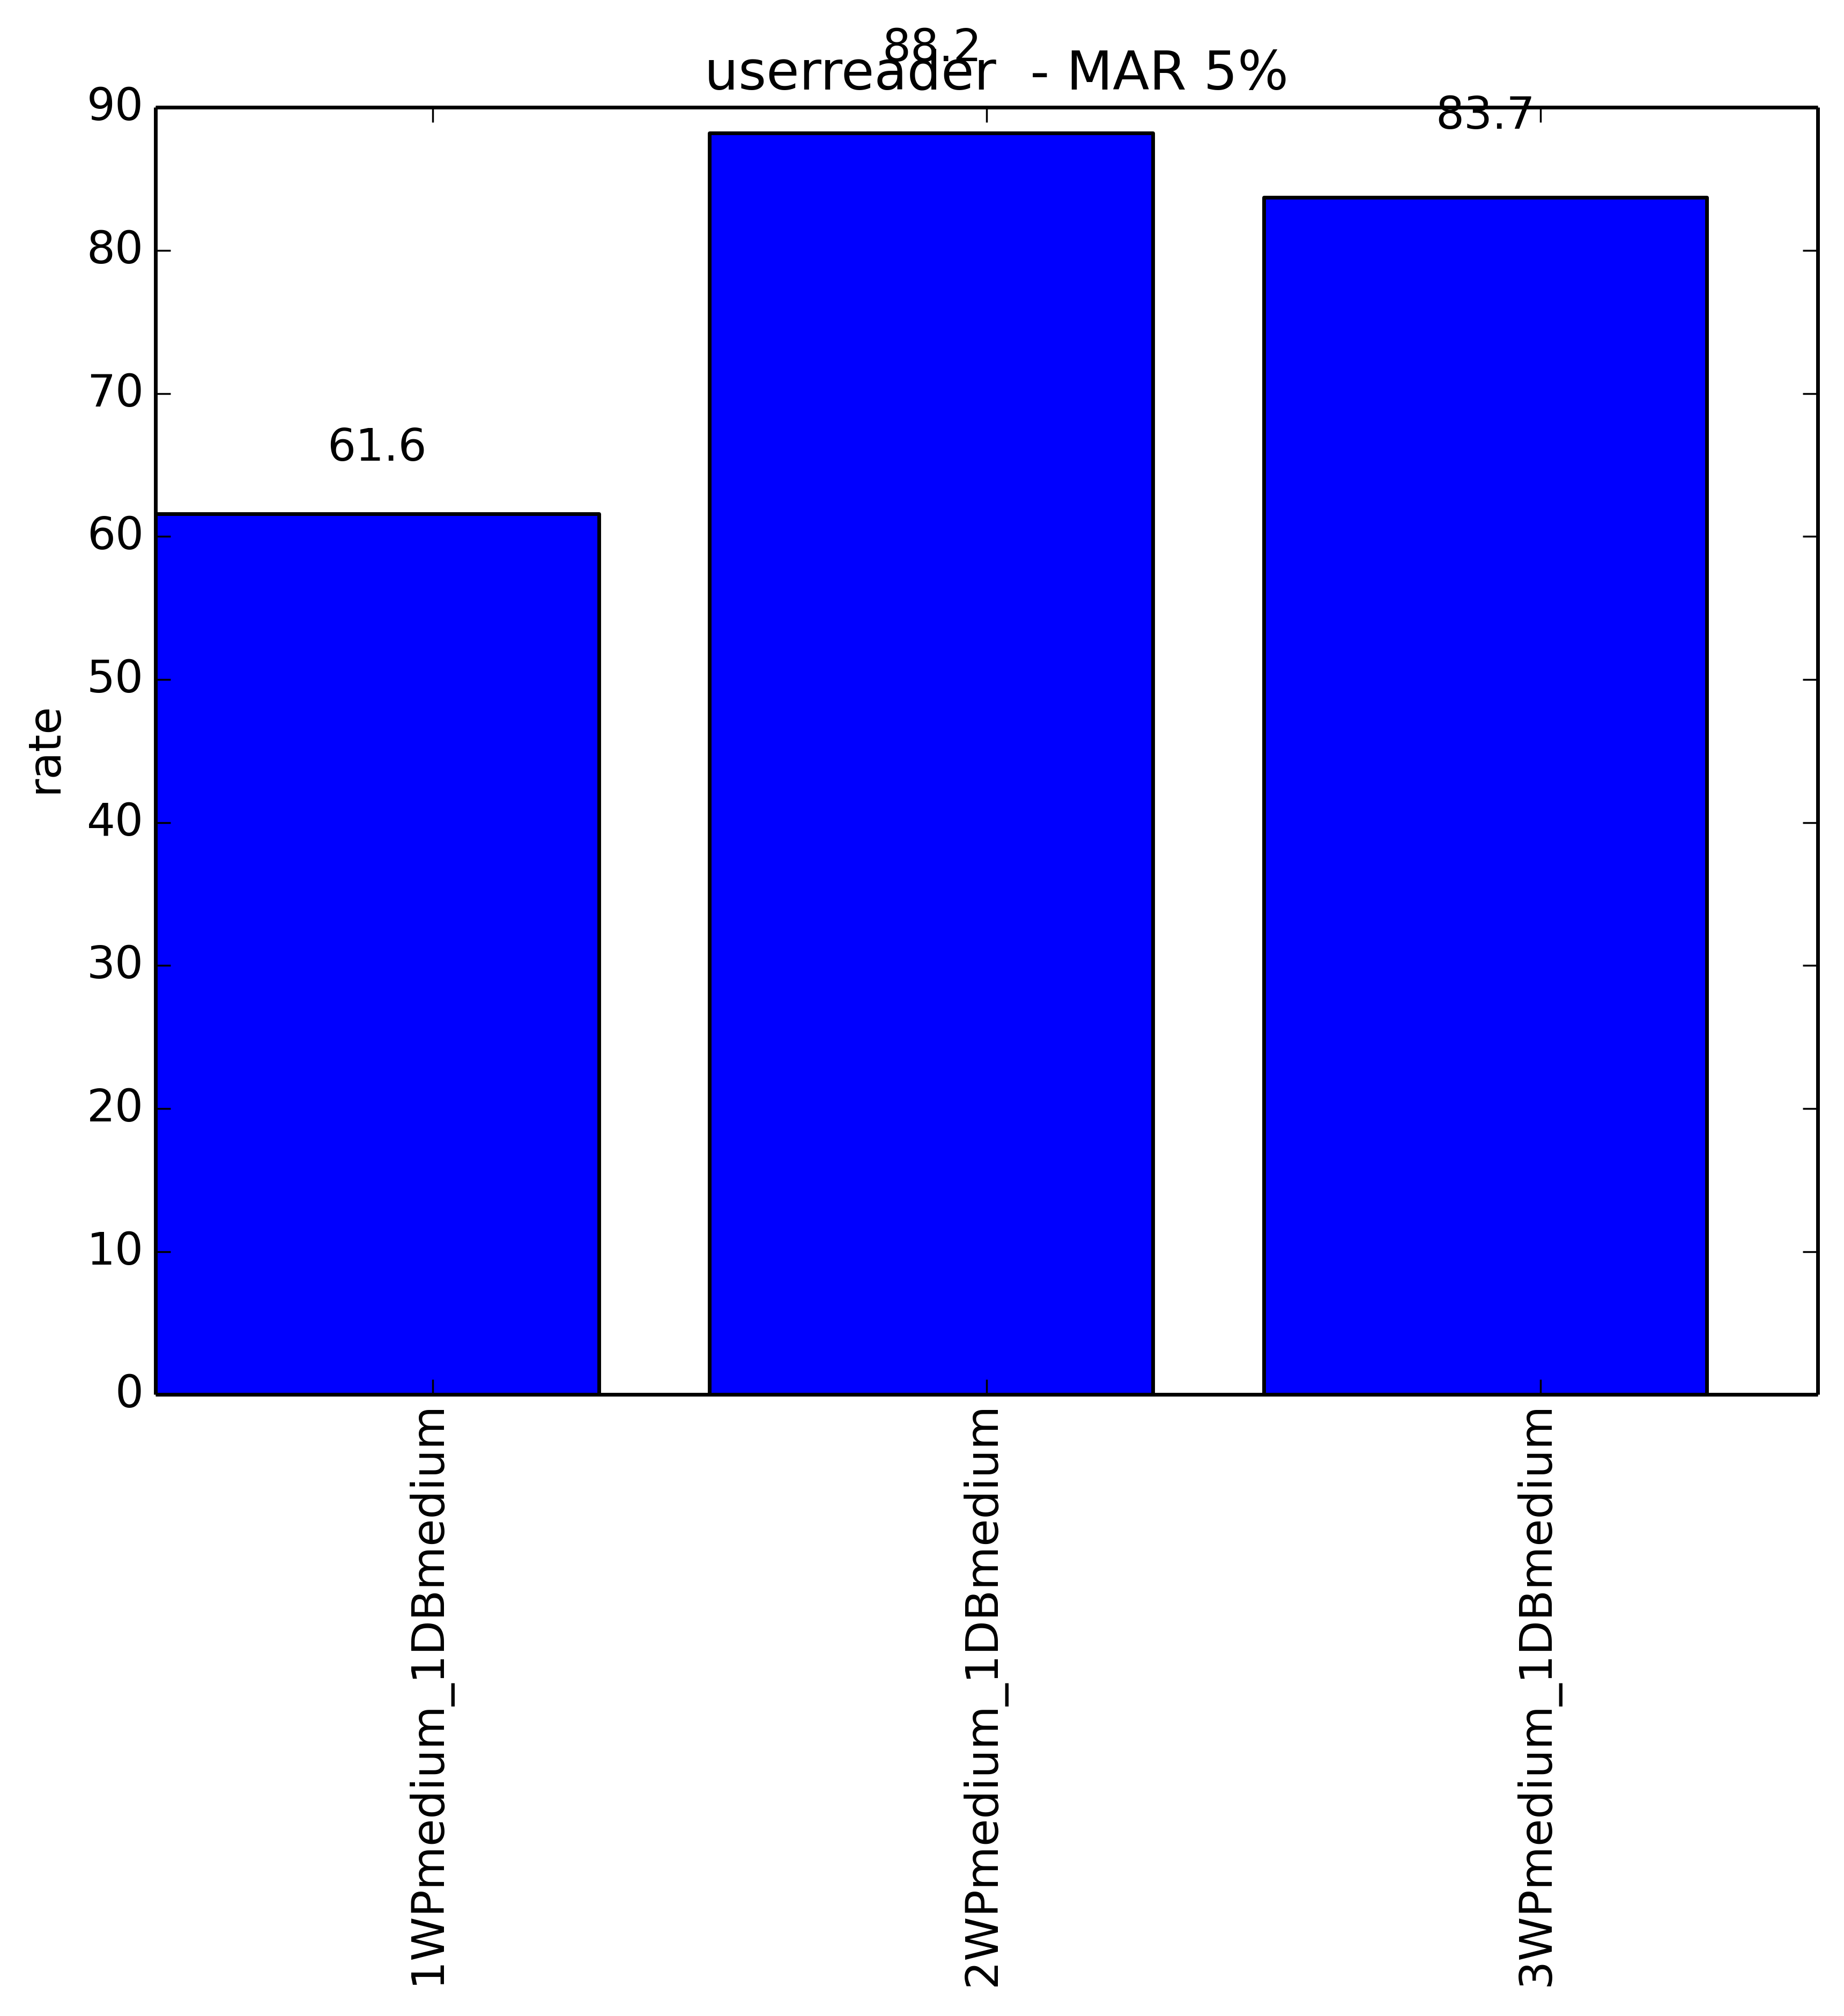 88.2
userreader  - MAR 5%
83.7
61.6
90
80
70
60
50
40
30
20
10
0
rate
1WPmedium_1DBmedium
2WPmedium_1DBmedium
3WPmedium_1DBmedium